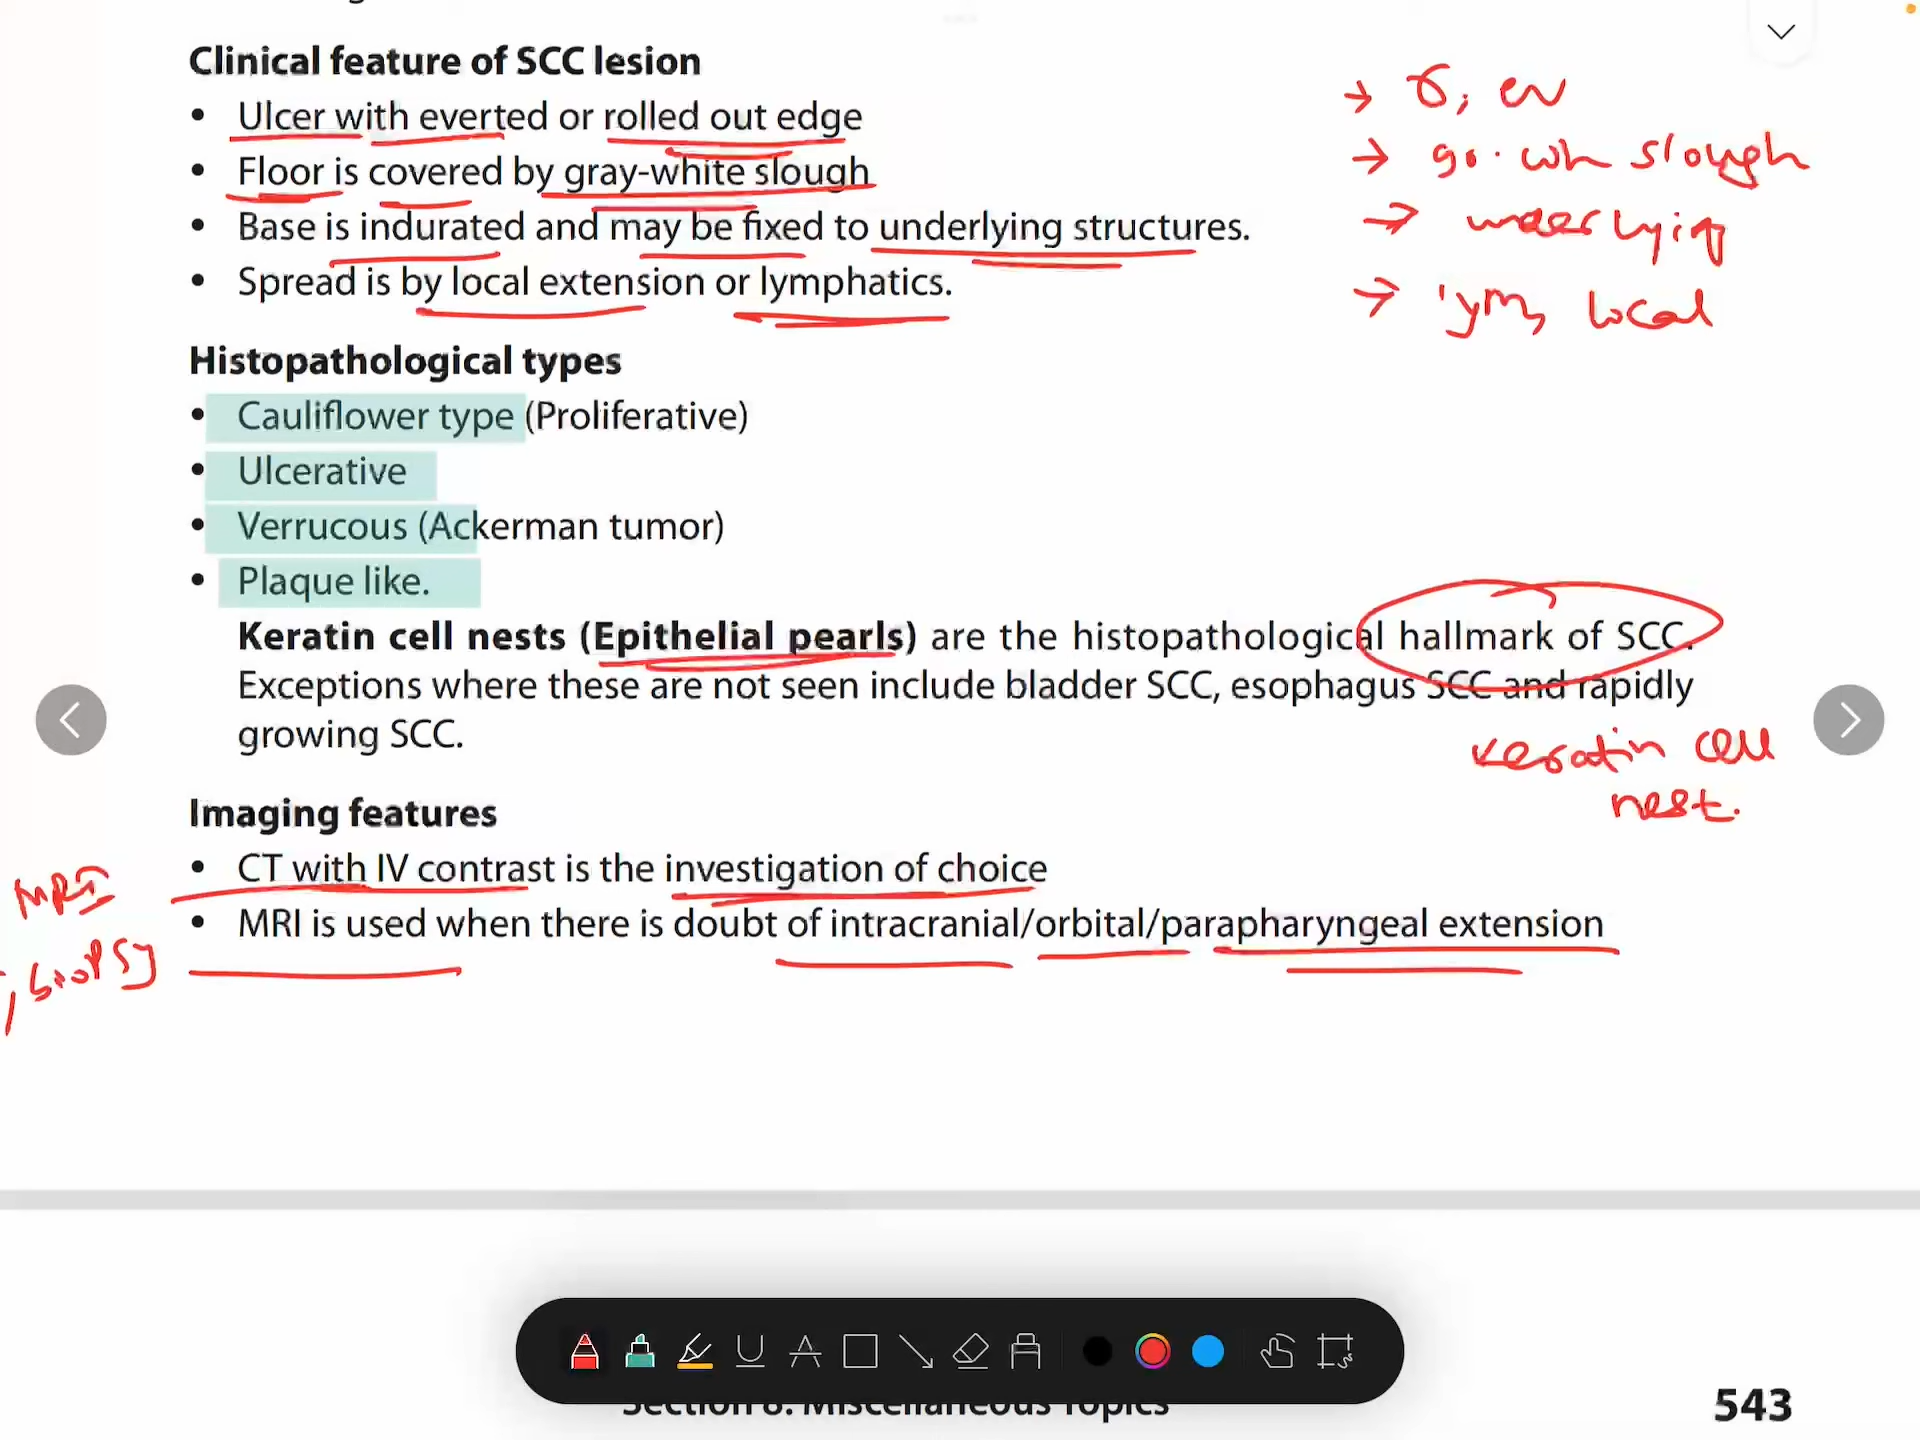 Clinical feature of SCC lesion
• Ulcer with everted or rolled out edge
• Floor is covered by gray-white slough
• Base is indurated and may be fixed to underlying structures.
• Spread is by local extension or lymphatics.
→ ev
→ wh slough
→ underlying
→ lym, local
Histopathological types
• Cauliflower type (Proliferative)
• Ulcerative
• Verrucous (Ackerman tumor)
• Plaque like.
Keratin cell nests (Epithelial pearls) are the histopathological hallmark of SCC.
Exceptions where these are not seen include bladder SCC, esophagus SCC and rapidly
growing SCC.
Keratin cell
nest.
Imaging features
• CT with IV contrast is the investigation of choice
• MRI is used when there is doubt of intracranial/orbital/parapharyngeal extension
MRI
, biopsy
Section 8: Miscellaneous Topics
543